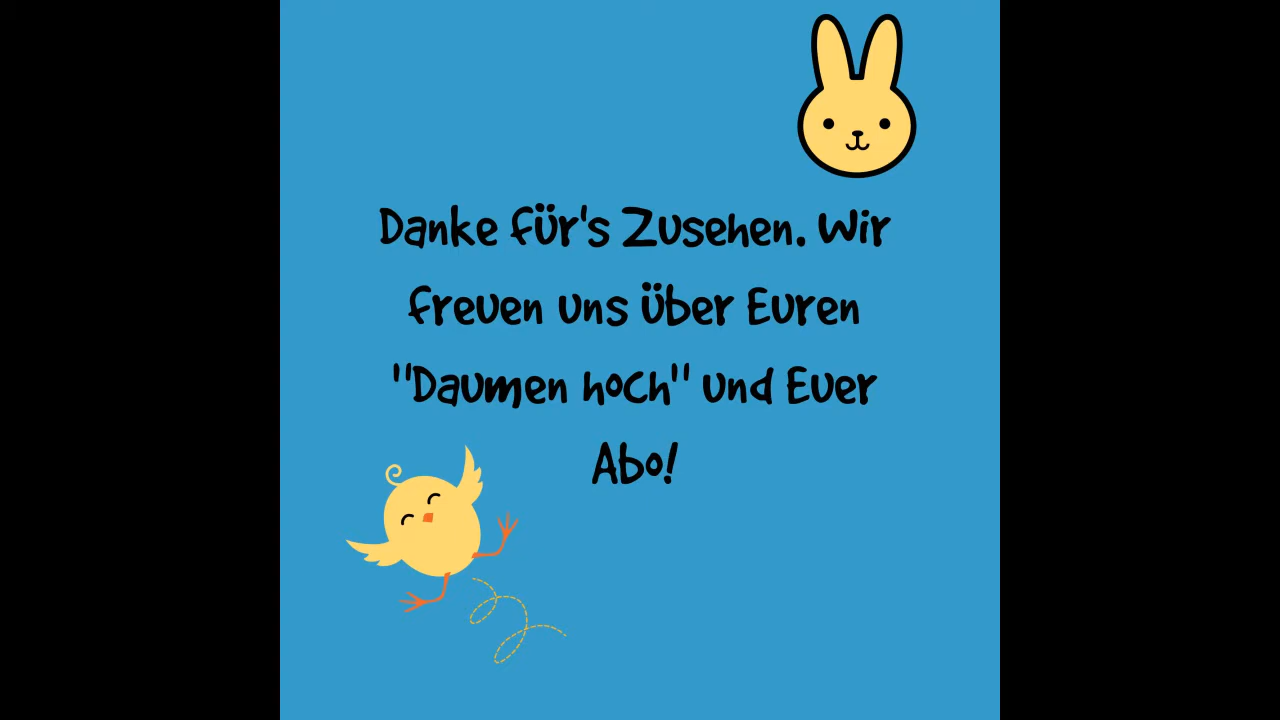 Danke für's Zusehen. Wir
freuen uns über Euren
"Daumen hoch" und Euer
Abo!